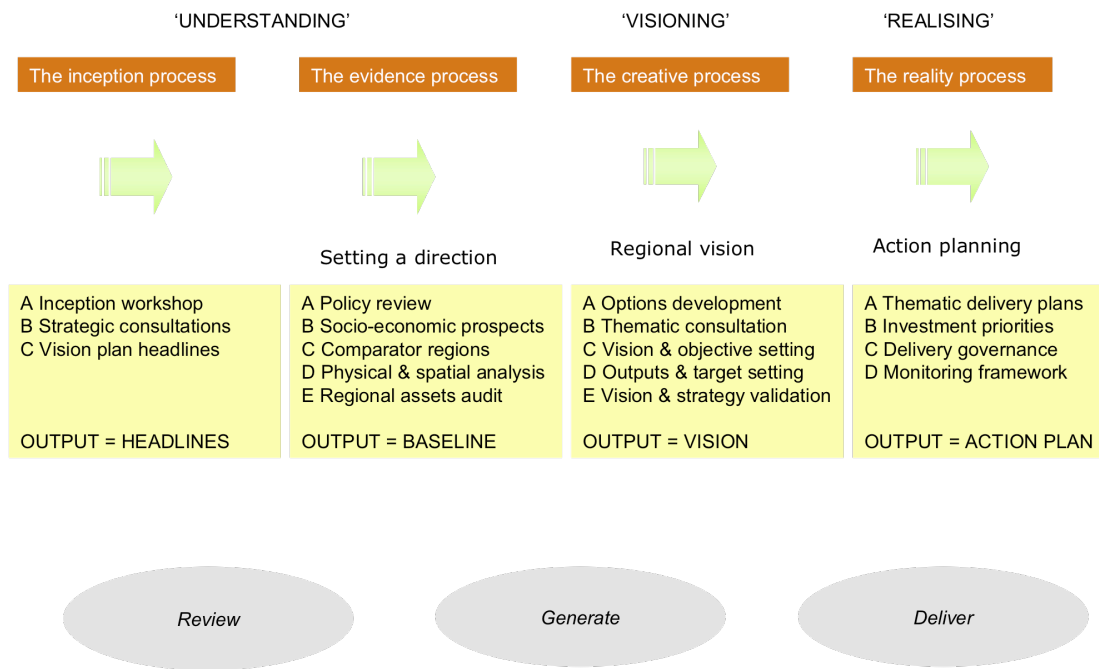 ‘UNDERSTANDING’
‘VISIONING’
‘REALISING’
The inception process
The evidence process
The creative process
The reality process
Setting a direction
Regional vision
Action planning
A Inception workshop
B Strategic consultations
C Vision plan headlines
OUTPUT = HEADLINES
A Policy review
B Socio-economic prospects
C Comparator regions
D Physical & spatial analysis
E Regional assets audit
OUTPUT = BASELINE
A Options development
B Thematic consultation
C Vision & objective setting
D Outputs & target setting
E Vision & strategy validation
OUTPUT = VISION
A Thematic delivery plans
B Investment priorities
C Delivery governance
D Monitoring framework
OUTPUT = ACTION PLAN
Review
Generate
Deliver